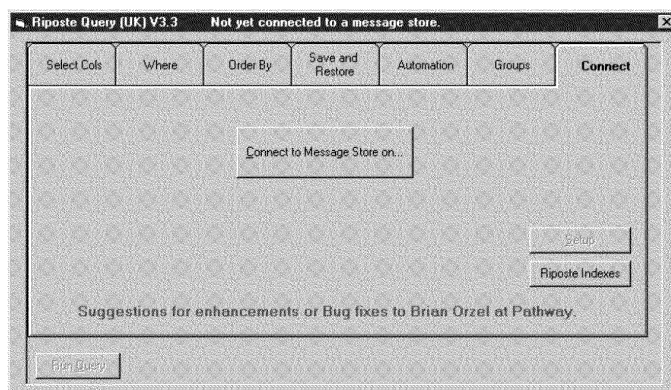 Riposte Query (UK) V3.3 Not yet connected to a message store.
Select Cols Where Order By Save and Restore Automation Groups Connect
Connect to Message Store on...
Setup
Riposte Indexes
Suggestions for enhancements or Bug fixes to Brian Orzel at Pathway.
Run Query